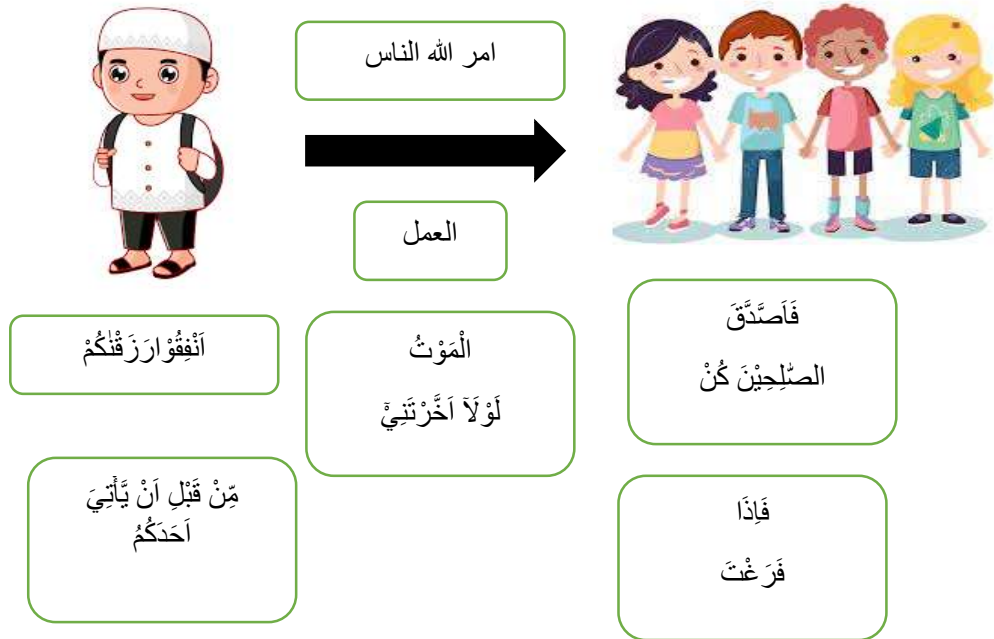 امر الله الناس
العمل
فَاَصَّدَّقَ
الصّٰلِحِيْنَ كُنْ
الْمَوْتُ
لَوْلَآ اَخَّرْتَنِيْٓ
اَنْفِقُوْارَزَقْنٰكُمْ
فَاِذَا
فَرَغْتَ
مِّنْ قَبْلِ اَنْ يَّأْتِيَ
اَحَدَكُمُ